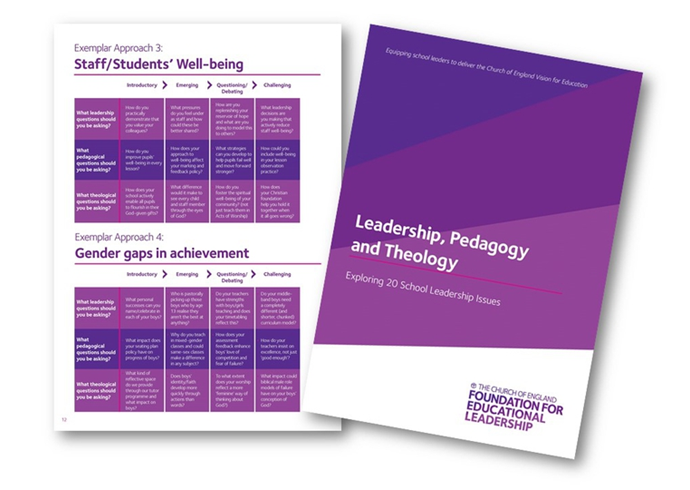 Exemplar Approach 3:
Staff/Students' Well-being
Introductory
Emerging
Questioning/
Debating
Challenging
What leadership
questions should
you be asking?
How do you
practically
demonstrate that
you value your
colleagues?
What pressures
do you feel under
as staff and how
could these be
better shared?
How are you
replenishing your
reservoir of hope
and what are you
doing to model this
to others?
What leadership
decisions are
you making that
actively reduce
staff well-being?
What
pedagogical
questions should
you be asking?
How do you
improve pupils'
well-being in every
lesson?
How does your
approach to
well-being affect
your marking and
feedback policy?
What strategies
can you develop to
help pupils fail well
and move forward
stronger?
How could you
include well-being
in your lesson
observation
practice?
What theological
questions should
you be asking?
How does your
school actively
enable all pupils
to flourish in their
God-given gifts?
What difference
would it make to
see every child
and staff member
through the eyes
of God?
How do you
foster the spiritual
well-being of your
community? (not
just teach them in
Acts of Worship)
How does
your Christian
foundation
help you hold it
together when
it all goes wrong?
Exemplar Approach 4:
Gender gaps in achievement
Introductory
Emerging
Questioning/
Debating
Challenging
What leadership
questions should
you be asking?
What personal
successes can you
name/celebrate in
each of your boys?
Who is pastorally
picking up those
boys who by age
13 realise they
aren't the best at
anything?
Do your teachers
have strengths
with boys/girls
teaching and does
your timetabling
reflect this?
Do your middle-
band boys need
a completely
different (and
shorter, chunked)
curriculum model?
What
pedagogical
questions should
you be asking?
What impact does
your seating plan
policy have on
progress of boys?
Why do you teach
in mixed-gender
classes and could
same-sex classes
make a difference
in any subject?
How does your
assessment
feedback enhance
boys' love of
competition and
fear of failure?
How do your
teachers insist on
excellence, not just
'good enough'?
What theological
questions should
you be asking?
What kind of
reflective space
do you provide
through your tutor
programme and
what impact on
boys?
Does boys'
identity/faith
develop more
quickly through
actions than
words?
To what extent
does your worship
reflect a more
'feminine' way of
thinking about
God?
What impact could
biblical male role
models of failure
have on your boys'
conception of
God?
12
Equipping school leaders to deliver the Church of England Vision for Education
Leadership, Pedagogy
and Theology
Exploring 20 School Leadership Issues
THE CHURCH OF ENGLAND
FOUNDATION FOR
EDUCATIONAL
LEADERSHIP